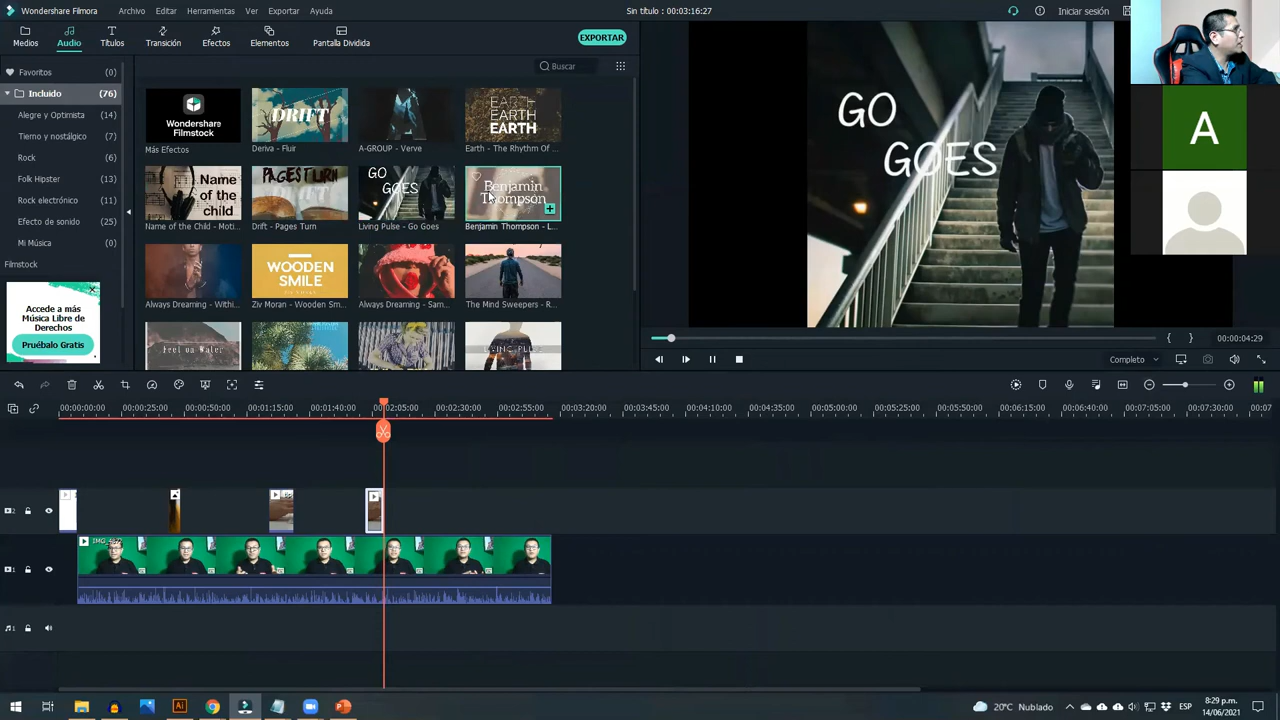 Wondershare Filmora
Archivo
Editar
Herramientas
Ver
Exportar
Ayuda
Sin título : 00:03:16:27
Iniciar sesión
Medios
Audio
Títulos
Transición
Efectos
Elementos
Pantalla Dividida
EXPORTAR
Favoritos (0)
Incluido (76)
Alegre y Optimista (14)
Tierno y nostálgico (7)
Rock (6)
Folk Hipster (13)
Rock electrónico (11)
Efecto de sonido (25)
Mi Música (0)
Filmstock
Accede a más
Música Libre de
Derechos
Pruébalo Gratis
Buscar
Wondershare
Filmstock
Más Efectos
DRIFT
Deriva - Fluir
A-GROUP - Verve
EARTH
EARTH
EARTH
Earth - The Rhythm Of ...
Name
of the
child
Name of the Child - Moti...
PAGES TURN
Drift - Pages Turn
GO
GOES
Living Pulse - Go Goes
Benjamin
Thompson
Benjamin Thompson - L...
Always Dreaming - Withi...
WOODEN
SMILE
Ziv Moran - Wooden Sm...
Always Dreaming - Sam...
The Mind Sweepers - R...
Feel va Water
LIVING PULSE
GO
GOES
A
00:00:04:29
Completo
00:00:00:00
00:00:25:00
00:00:50:00
00:01:15:00
00:01:40:00
00:02:05:00
00:02:30:00
00:02:55:00
00:03:20:00
00:03:45:00
00:04:10:00
00:04:35:00
00:05:00:00
00:05:25:00
00:05:50:00
00:06:15:00
00:06:40:00
00:07:05:00
00:07:30:00
00:07
2
1
1
20°C Nublado
ESP
8:29 p.m.
14/06/2021